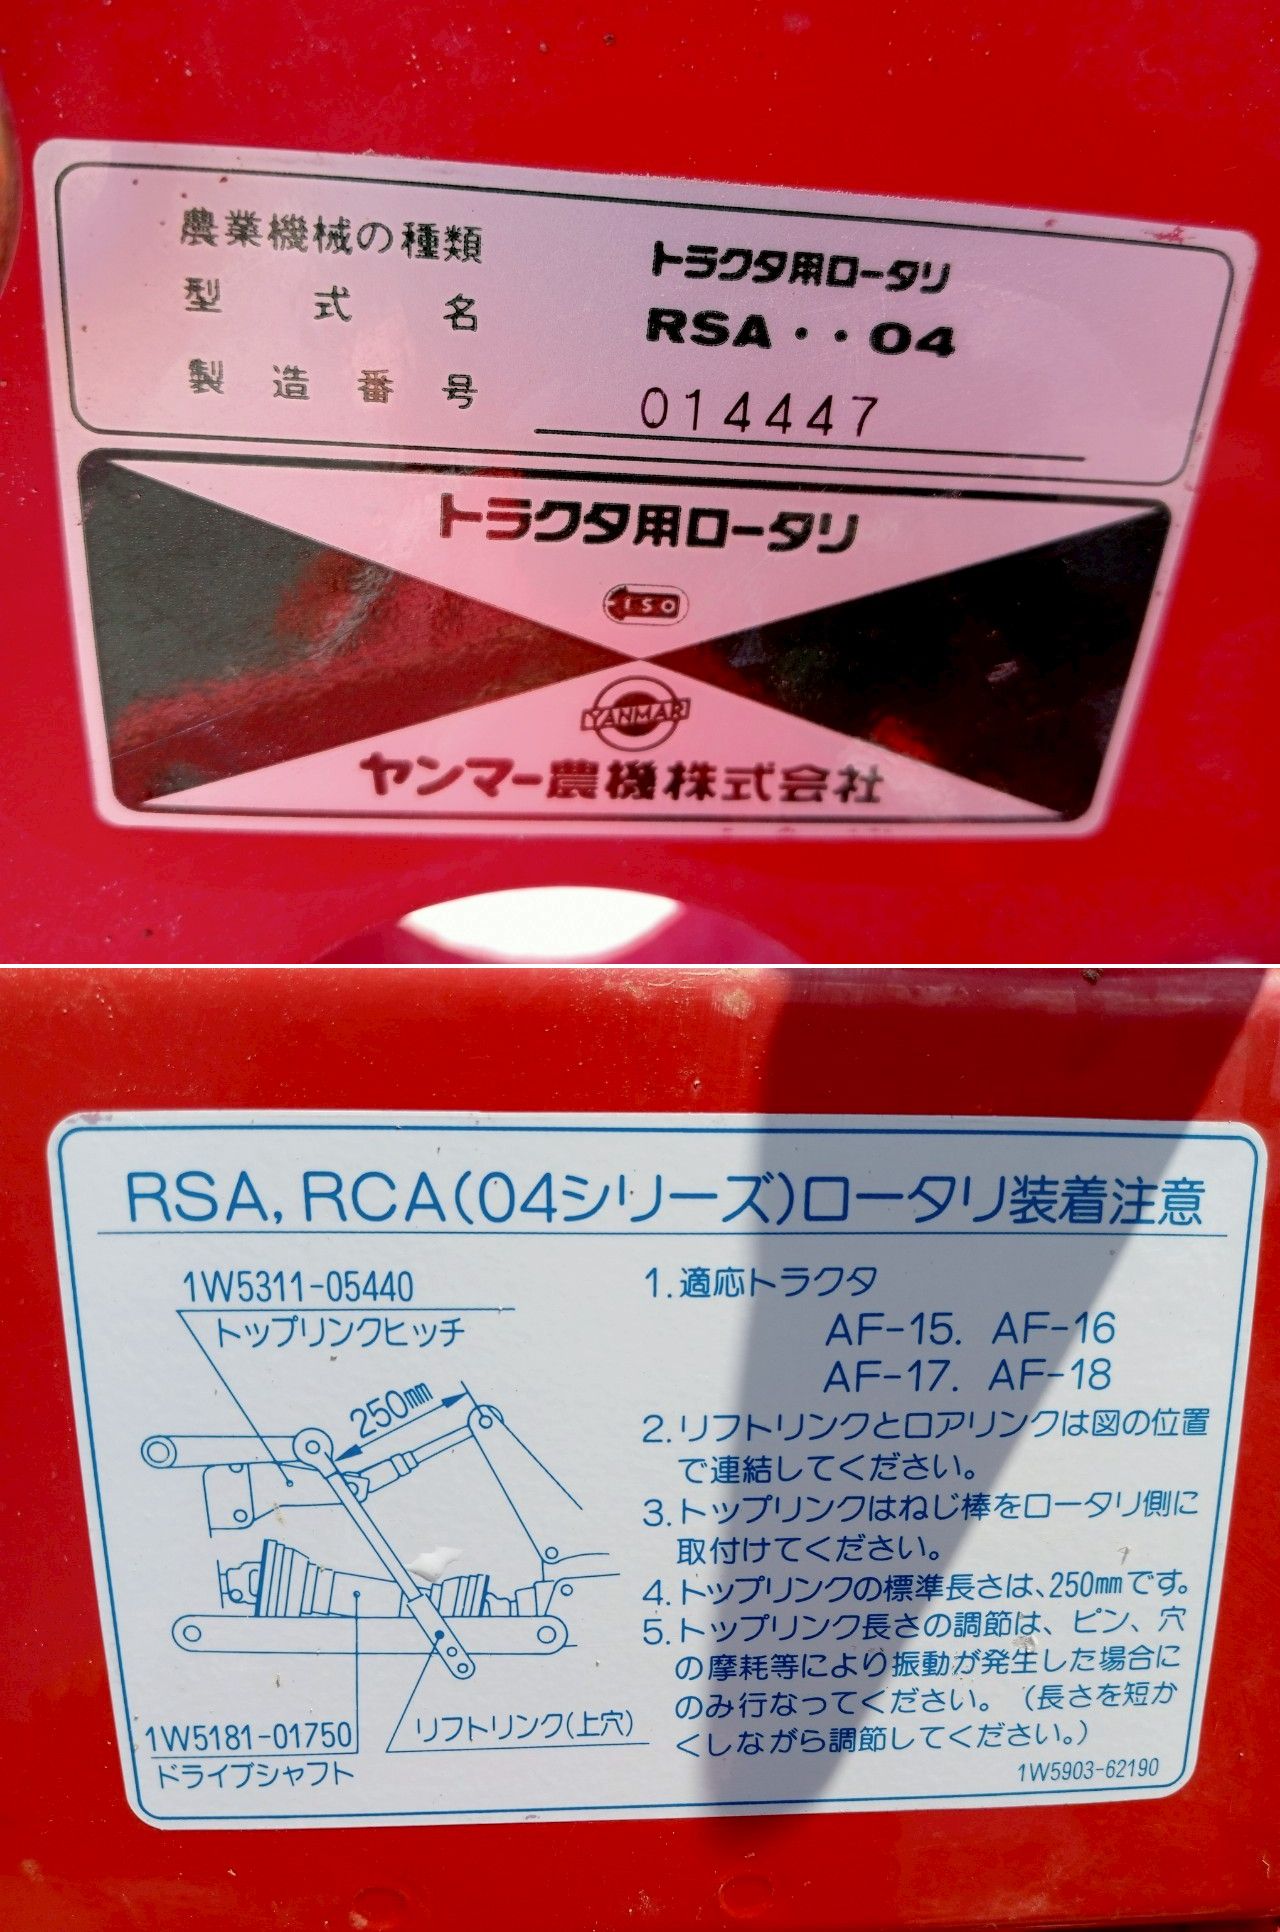 農業機械の種類 トラクタ用ロータリ
型式名 RSA・・04
製造番号 014447
トラクタ用ロータリ
ISO
YANMAR
ヤンマー農機株式会社
RSA, RCA(04シリーズ)ロータリ装着注意
1W5311-05440
トップリンクヒッチ
250mm
1W5181-01750
ドライブシャフト
リフトリンク(上穴)
1. 適応トラクタ
AF-15. AF-16
AF-17. AF-18
2. リフトリンクとロアリンクは図の位置
で連結してください。
3. トップリンクはねじ棒をロータリ側に
取付けてください。
4. トップリンクの標準長さは、250mmです。
5. トップリンク長さの調節は、ピン、穴
の摩耗等により振動が発生した場合に
のみ行なってください。(長さを短か
くしながら調節してください。)
1W5903-62190